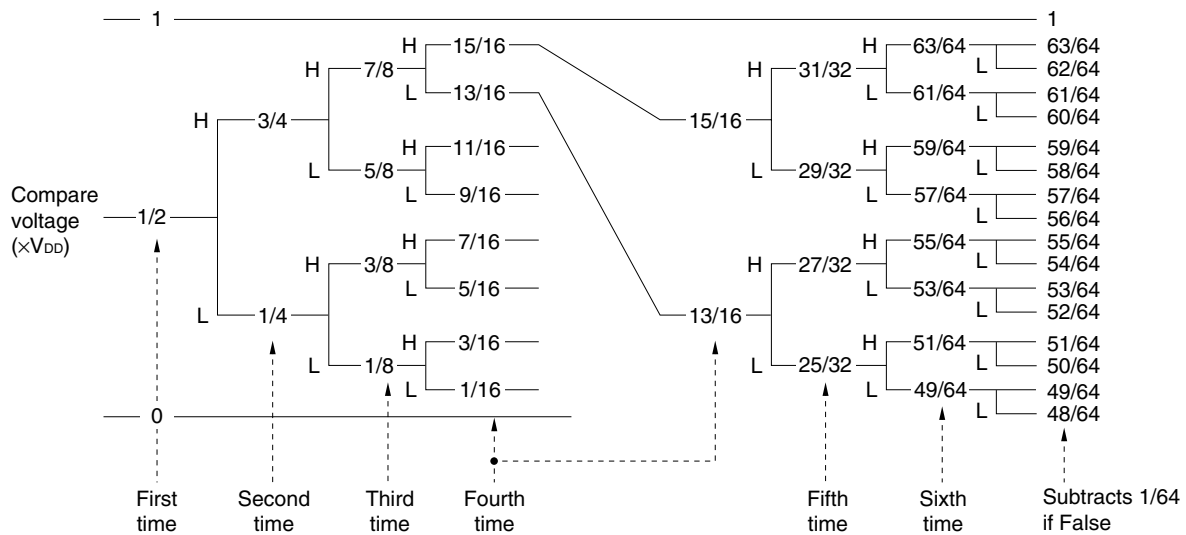 1 1
H 15/16 H 63/64 63/64
H 7/8 31/32 L 62/64
L 13/16 L 61/64 61/64
L 60/64
H 3/4 15/16
H 11/16 H 59/64 59/64
L 5/8 L 29/32 L 58/64
L 9/16 L 57/64 57/64
L 56/64
Compare
voltage
(×VDD)
1/2
H 7/16 H 55/64 55/64
H 3/8 H 27/32 L 54/64
L 5/16 L 53/64 53/64
L 52/64
L 1/4 13/16
H 3/16 H 51/64 51/64
L 1/8 L 25/32 L 50/64
L 1/16 L 49/64 49/64
L 48/64
0
First
time
Second
time
Third
time
Fourth
time
Fifth
time
Sixth
time
Subtracts 1/64
if False